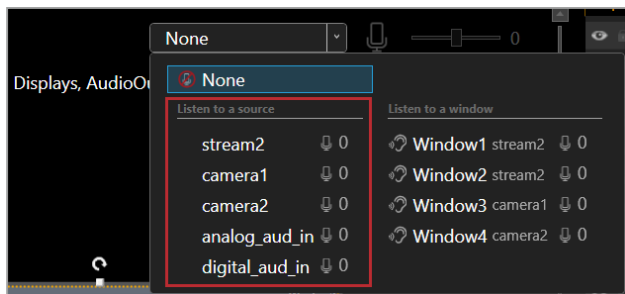 None
0
Displays, AudioOu
None
Listen to a source
stream2 0
camera1 0
camera2 0
analog_aud_in 0
digital_aud_in 0
Listen to a window
Window1 stream2 0
Window2 stream2 0
Window3 camera1 0
Window4 camera2 0